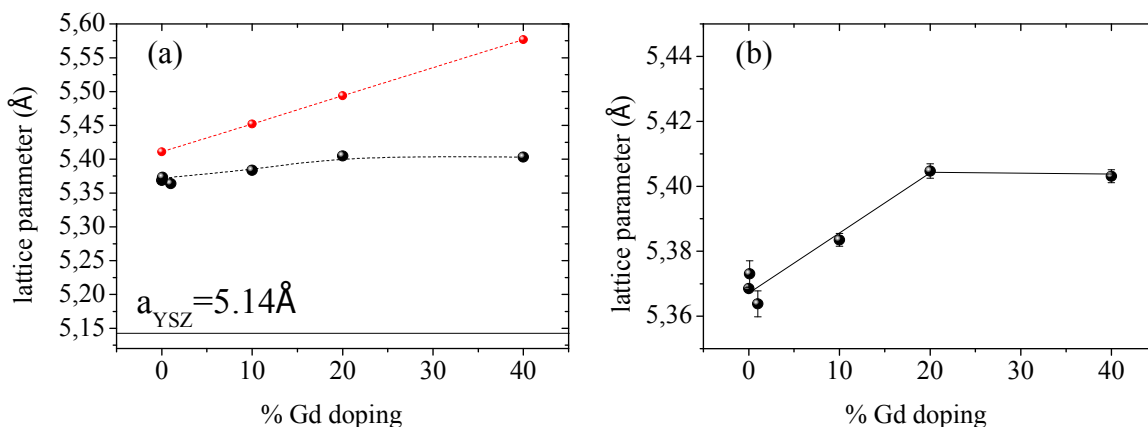 (a)
5,60
5,55
5,50
5,45
5,40
5,35
5,30
5,25
5,20
5,15
lattice parameter (Å)
aYSZ=5.14Å
0 10 20 30 40
% Gd doping
(b)
5,44
5,42
5,40
5,38
5,36
lattice parameter (Å)
0 10 20 30 40
% Gd doping